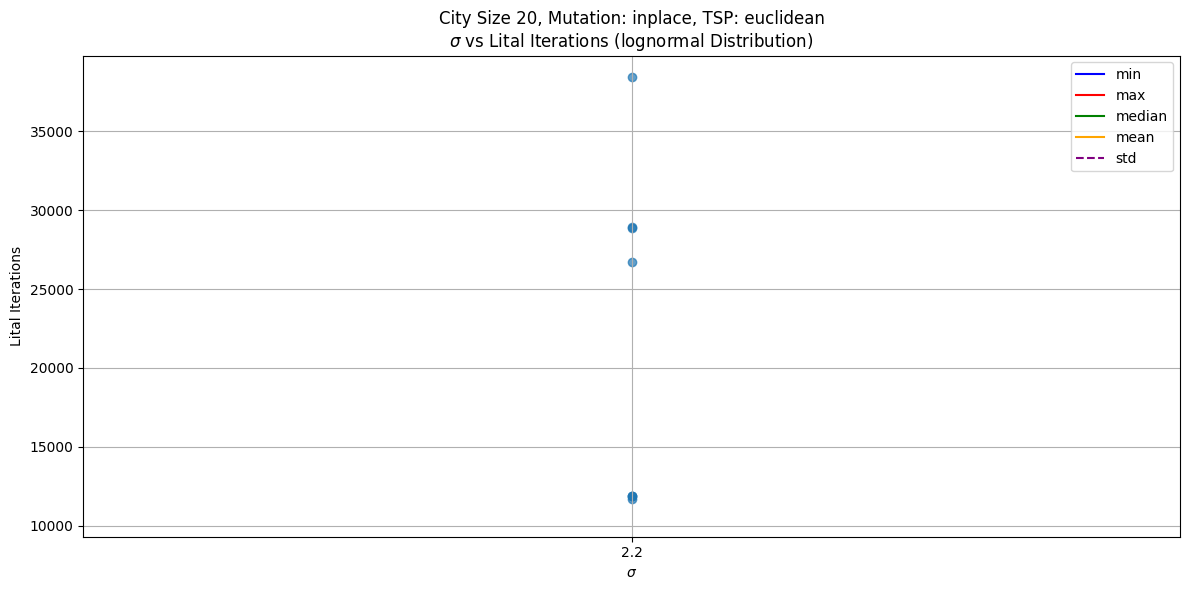 City Size 20, Mutation: inplace, TSP: euclidean
σ vs Lital Iterations (lognormal Distribution)
min
max
median
mean
std
Lital Iterations
35000
30000
25000
20000
15000
10000
2.2
σ